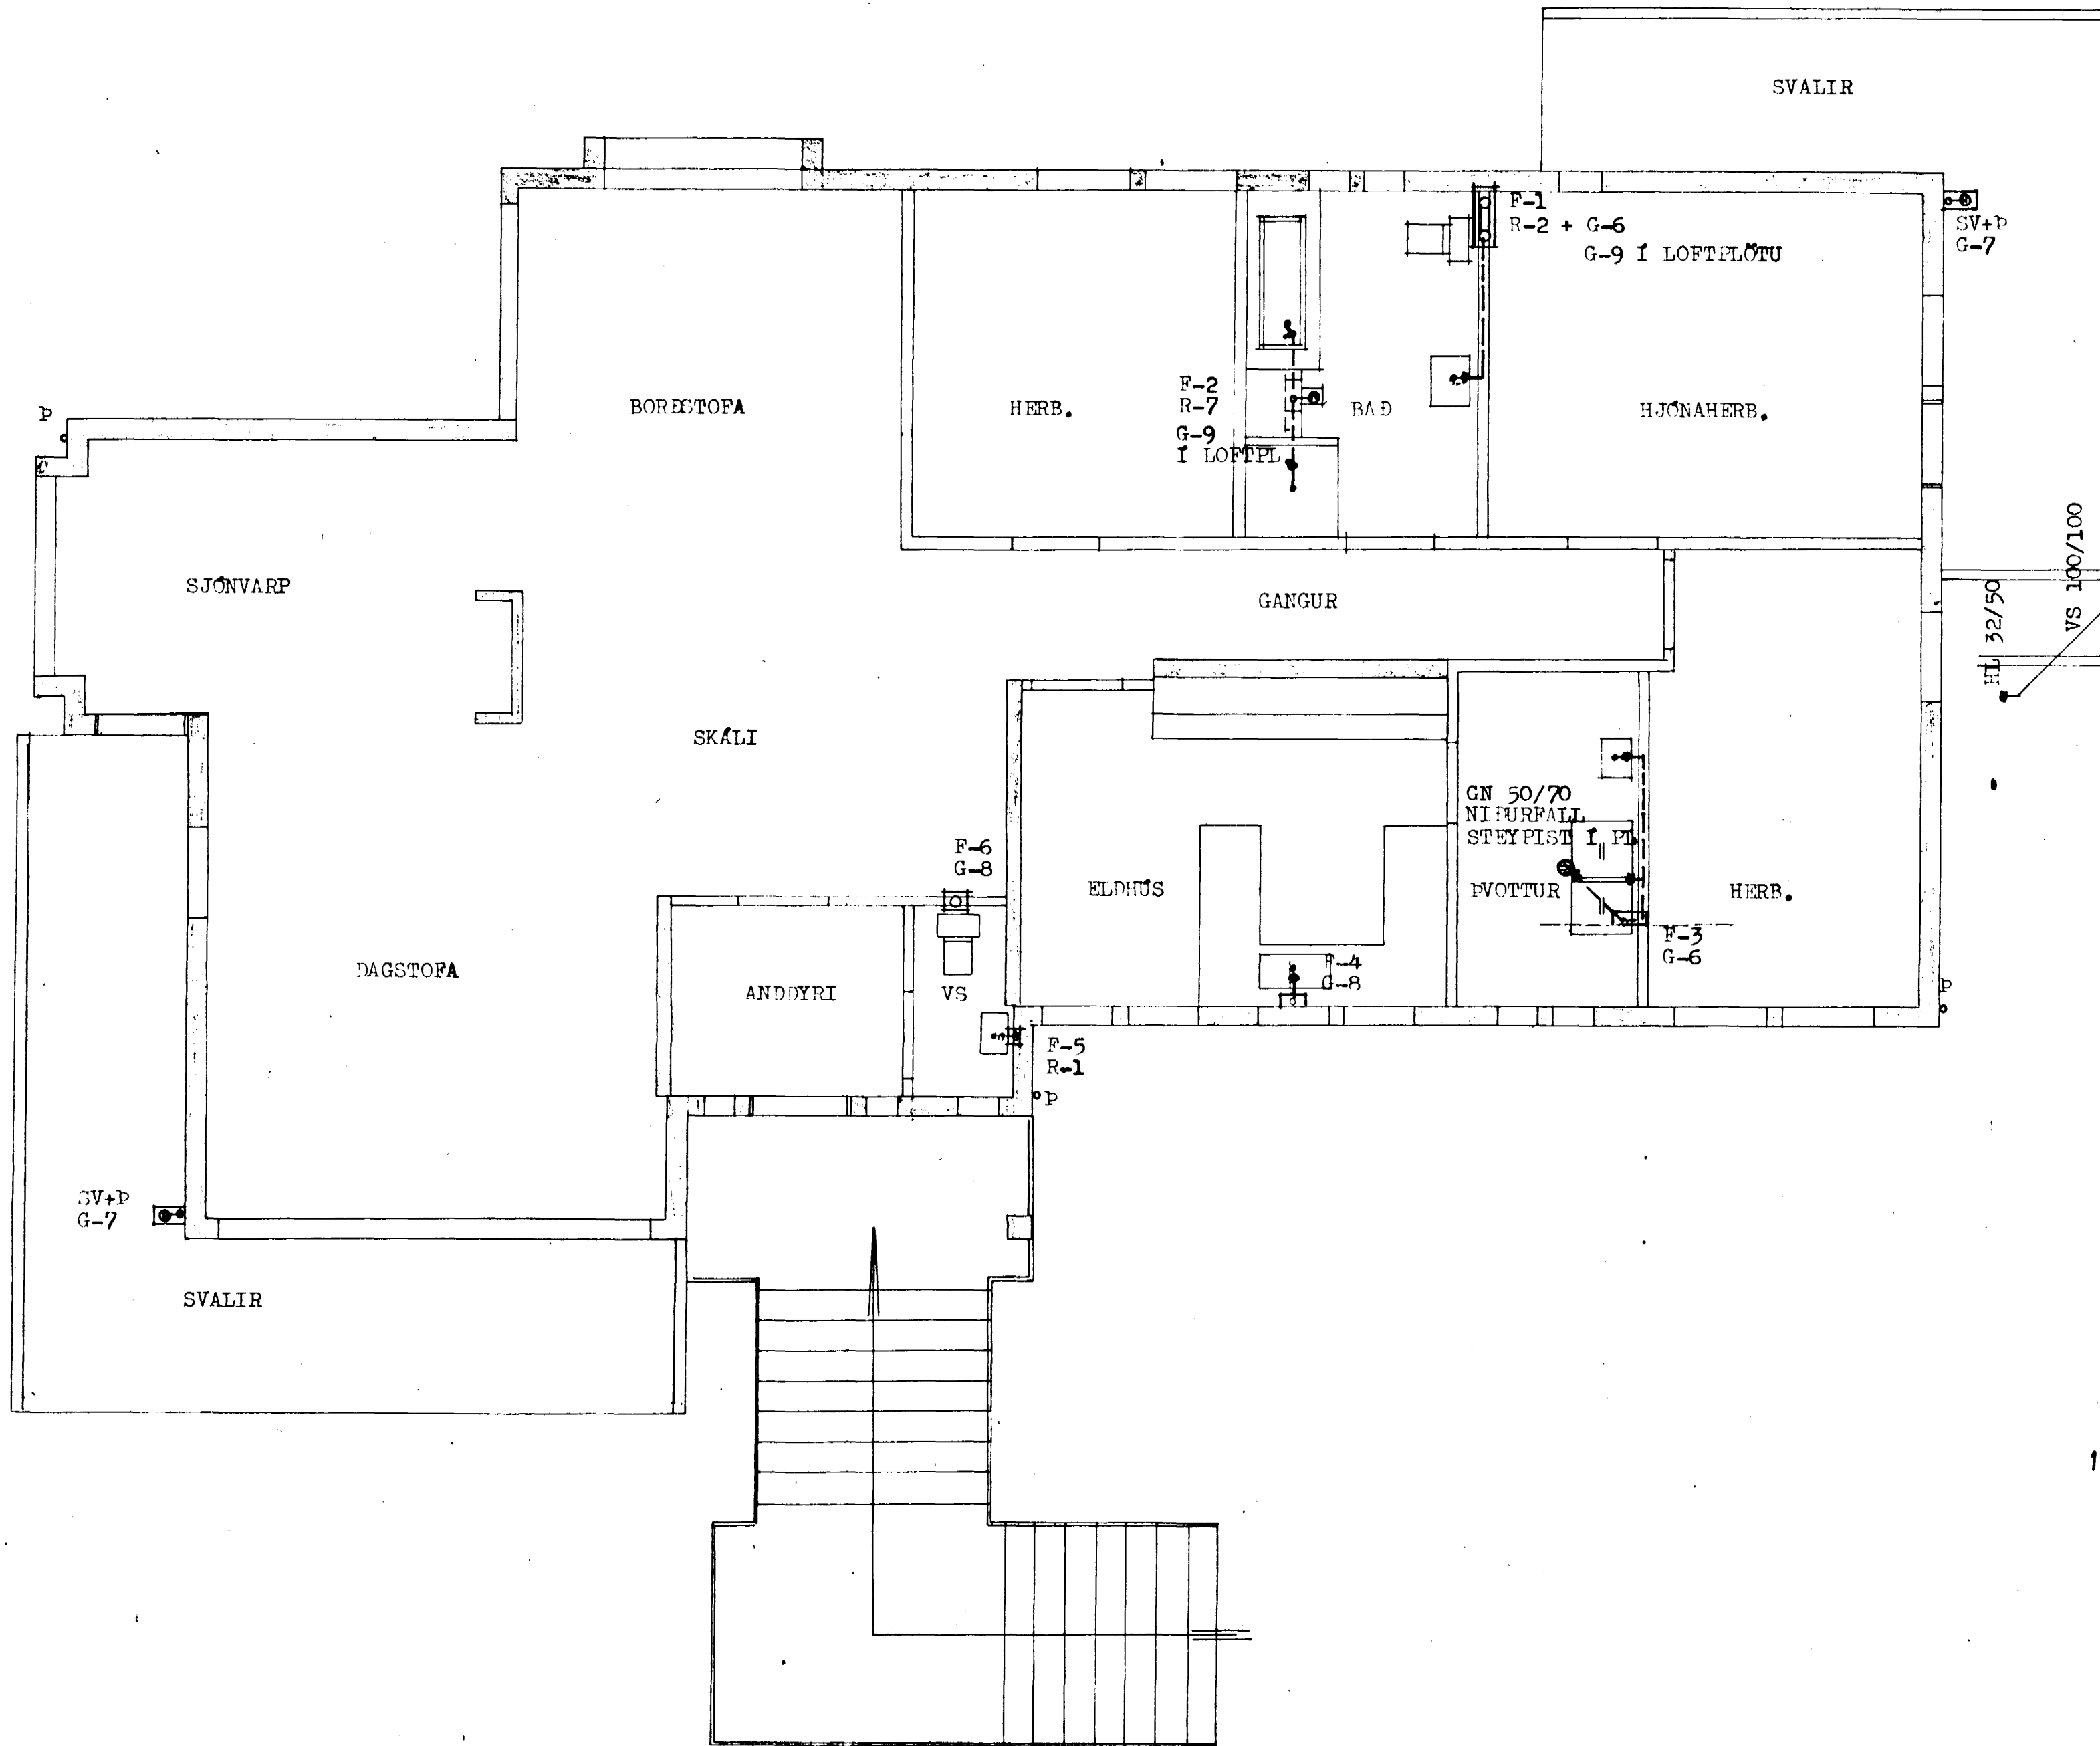 SVALIR
F-1
R-2 + G-6
G-9 Í LOFTPLÖTU
SV+Þ
G-7
BORÐSTOFA
HERB.
F-2
R-7
G-9
Í LOFTPL
BAÐ
HJÓNAHERB.
Þ
SJÓNVARP
GANGUR
HL 32/50
VS 100/100
SKÁLI
GN 50/70
NIÐURFALL
STEYPIST Í PL
F-6
G-8
ELDHÚS
ÞVOTTUR
HERB.
F-3
G-6
DAGSTOFA
ANDDYRI
VS
F-4
G-8
Þ
F-5
R-1
Þ
SV+Þ
G-7
SVALIR
1